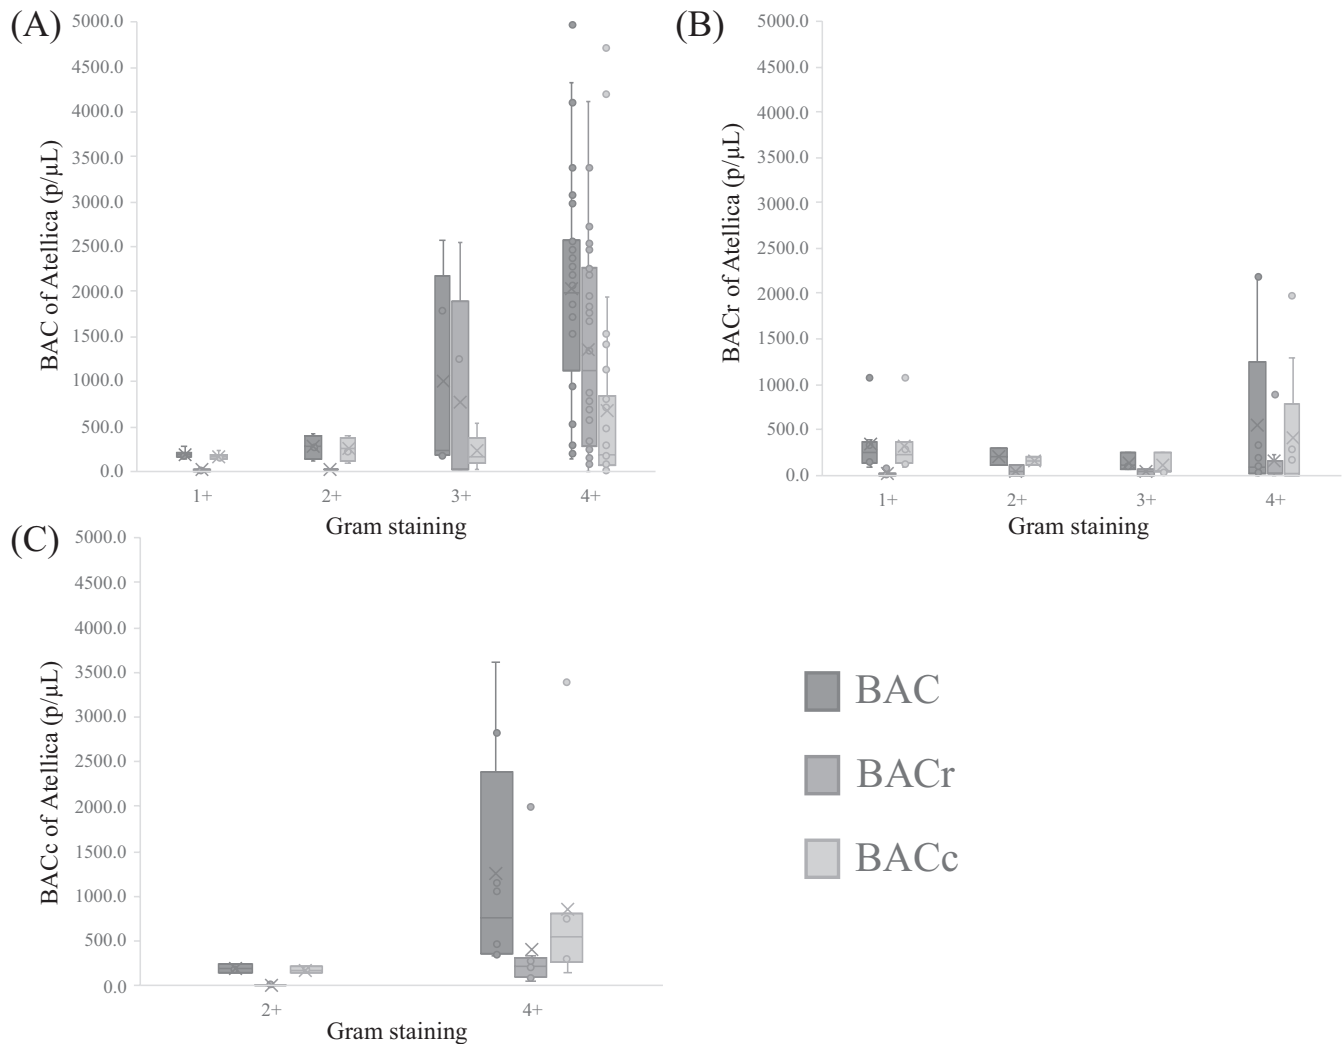 (A)
BAC of Atellica (p/μL)
5000.0
4500.0
4000.0
3500.0
3000.0
2500.0
2000.0
1500.0
1000.0
500.0
0.0
1+ 2+ 3+ 4+
Gram staining
(B)
BACr of Atellica (p/μL)
5000.0
4500.0
4000.0
3500.0
3000.0
2500.0
2000.0
1500.0
1000.0
500.0
0.0
1+ 2+ 3+ 4+
Gram staining
(C)
BACc of Atellica (p/μL)
5000.0
4500.0
4000.0
3500.0
3000.0
2500.0
2000.0
1500.0
1000.0
500.0
0.0
2+ 4+
Gram staining
BAC
BACr
BACc